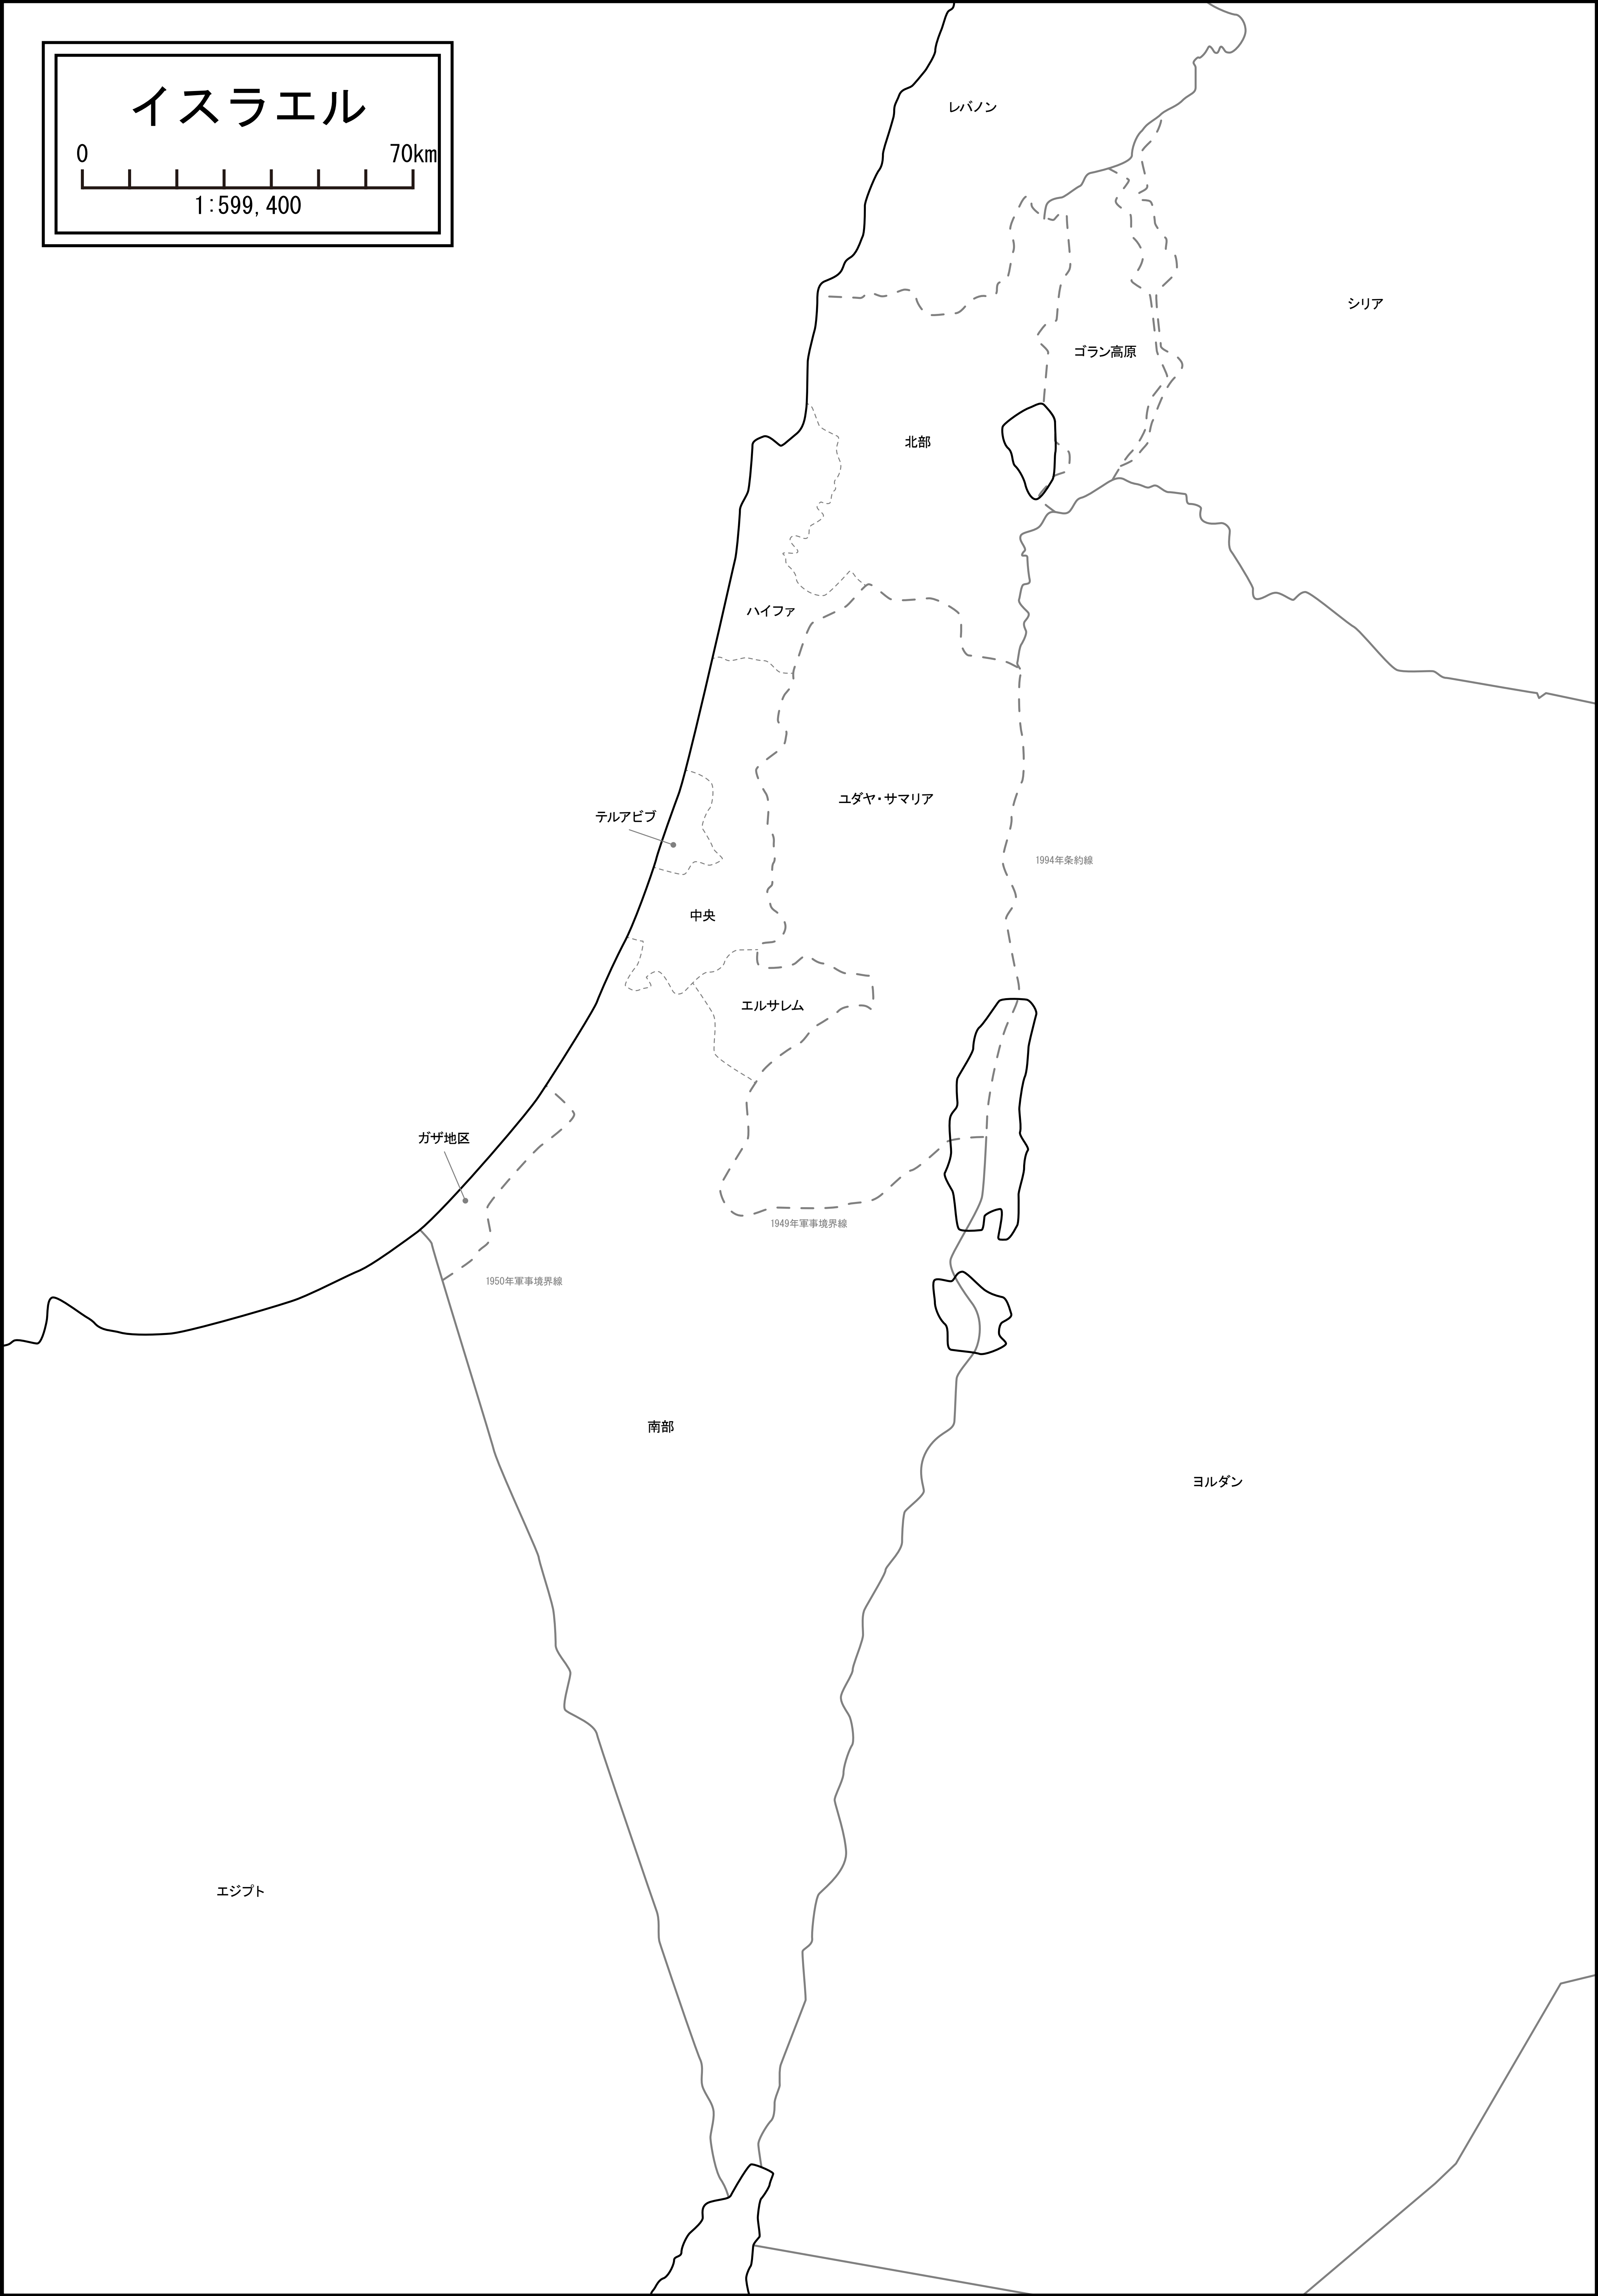 イスラエル
0 70km
1:599,400
レバノン
シリア
ゴラン高原
北部
ハイファ
ユダヤ・サマリア
テルアビブ
1994年条約線
中央
エルサレム
ガザ地区
1949年軍事境界線
1950年軍事境界線
南部
ヨルダン
エジプト